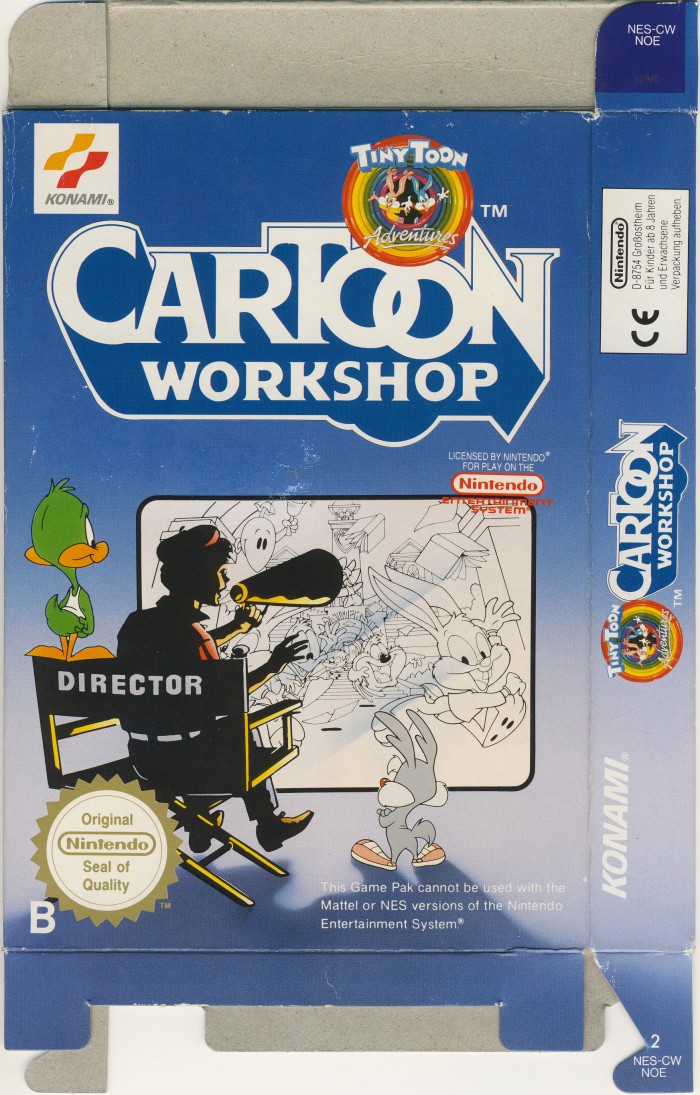 NES-CW
NOE
KONAMI®
TINY TOON
Adventures
TM
CARTOON
WORKSHOP
LICENSED BY NINTENDO®
FOR PLAY ON THE
Nintendo
ENTERTAINMENT
SYSTEM®
DIRECTOR
Original
Nintendo
Seal of
Quality
TM
B
This Game Pak cannot be used with the
Mattel or NES versions of the Nintendo
Entertainment System®
Nintendo
D-8754 Großostheim
Für Kinder ab 8 Jahren
und Erwachsene.
Verpackung aufheben.
CE
CARTOON
WORKSHOP
TM
TINY TOON
Adventures
KONAMI®
2
NES-CW
NOE